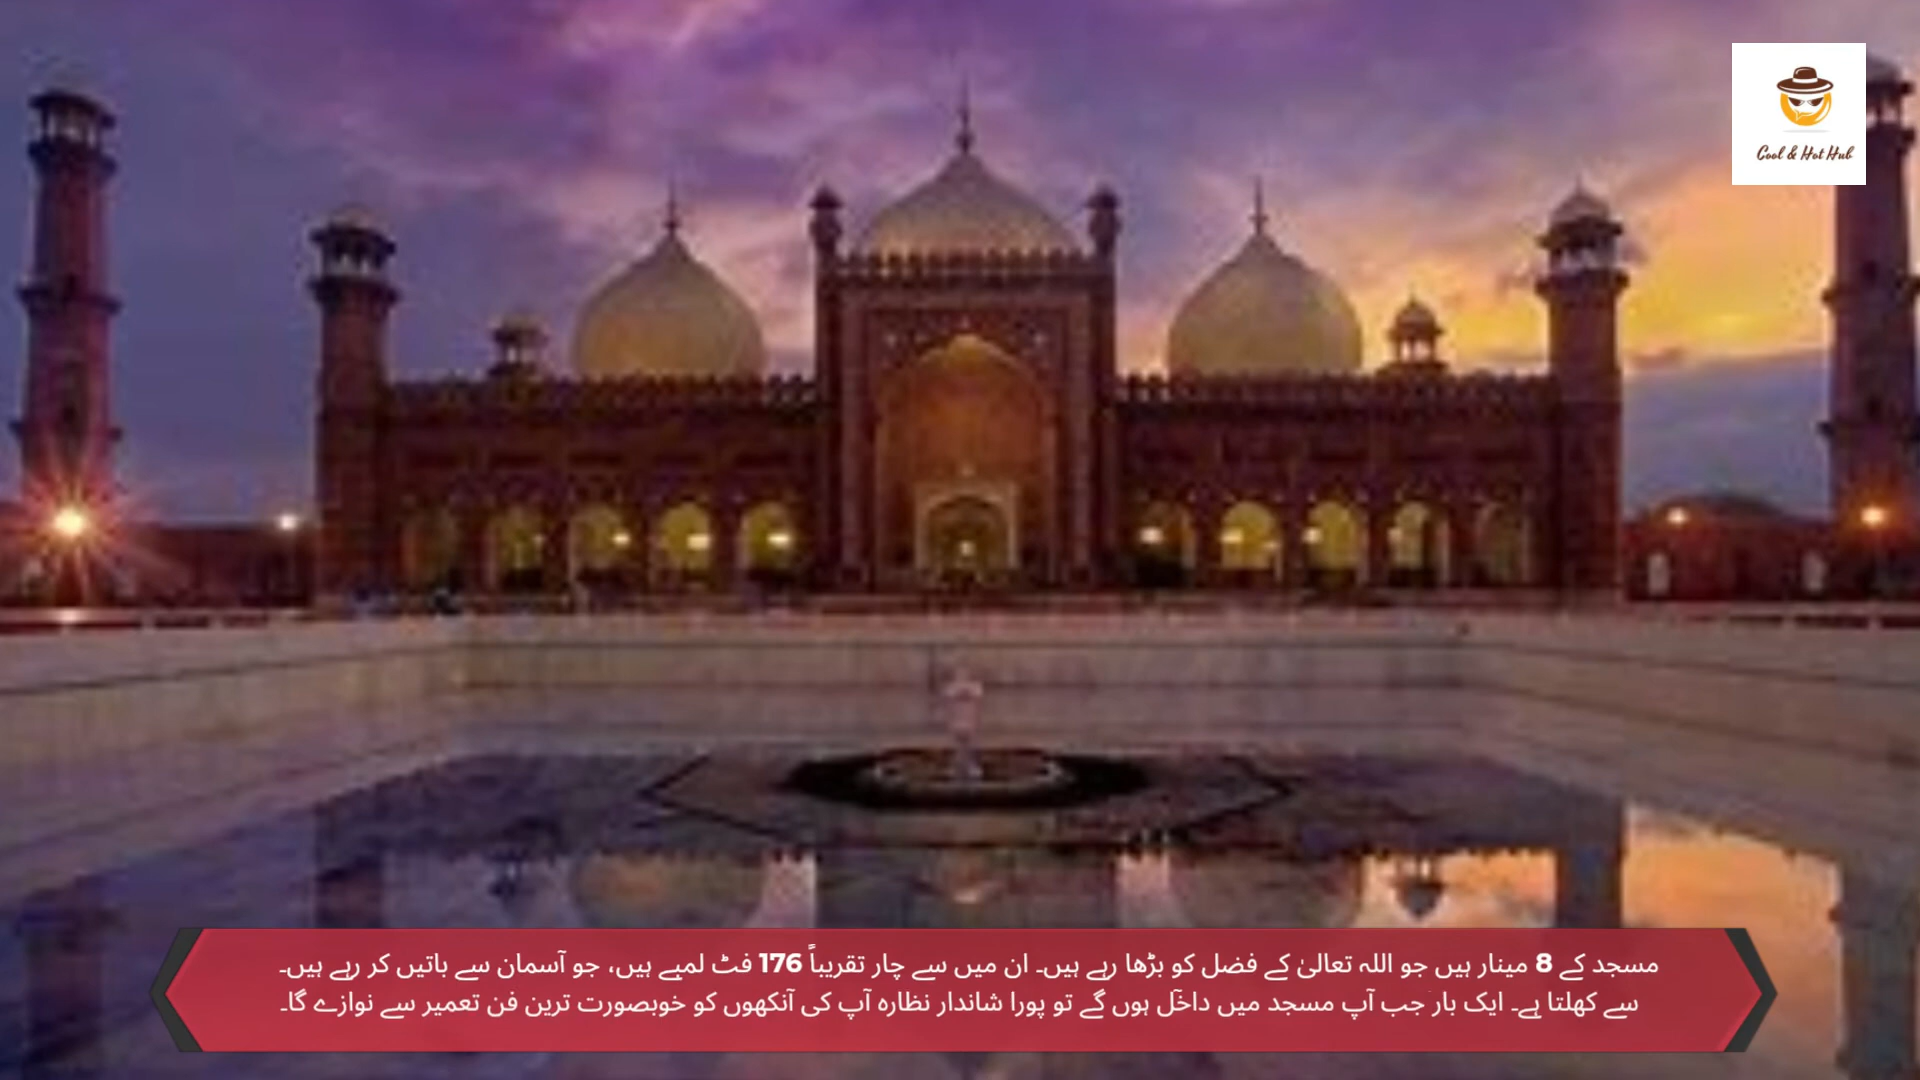 Cool & Hot Hub
مسجد کے 8 مینار ہیں جو اللہ تعالیٰ کے فضل کو بڑھا رہے ہیں۔ ان میں سے چار تقریباً 176 فٹ لمبے ہیں، جو آسمان سے باتیں کر رہے ہیں۔
سے کھلتا ہے۔ ایک بار جب آپ مسجد میں داخل ہوں گے تو پورا شاندار نظارہ آپ کی آنکھوں کو خوبصورت ترین فن تعمیر سے نوازے گا۔